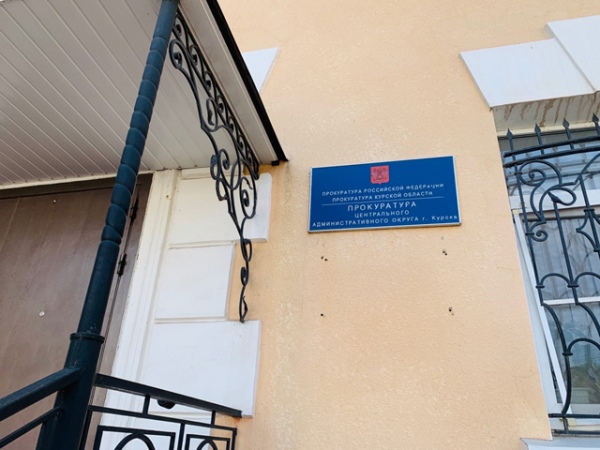 ПРОКУРАТУРА РОССИЙСКОЙ ФЕДЕРАЦИИ
ПРОКУРАТУРА КУРСКОЙ ОБЛАСТИ
ПРОКУРАТУРА
ЦЕНТРАЛЬНОГО
АДМИНИСТРАТИВНОГО ОКРУГА г. Курска